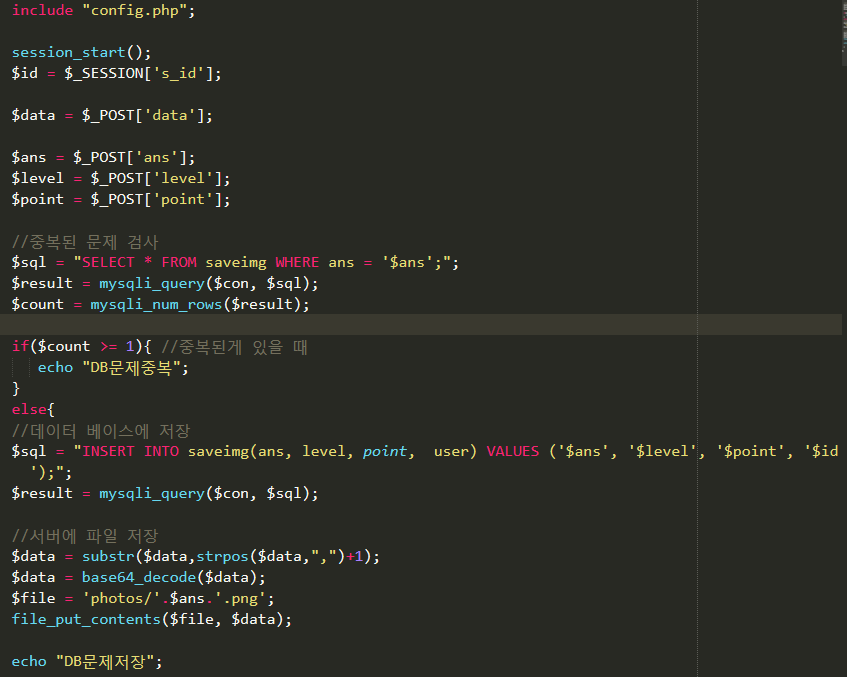 include "config.php";
session_start();
$id = $_SESSION['s_id'];
$data = $_POST['data'];
$ans = $_POST['ans'];
$level = $_POST['level'];
$point = $_POST['point'];
//중복된 문제 검사
$sql = "SELECT * FROM saveimg WHERE ans = '$ans';";
$result = mysqli_query($con, $sql);
$count = mysqli_num_rows($result);
if($count >= 1){ //중복된게 있을 때
echo "DB문제중복";
}
else{
//데이터 베이스에 저장
$sql = "INSERT INTO saveimg(ans, level, point,  user) VALUES ('$ans', '$level', '$point', '$id
');";
$result = mysqli_query($con, $sql);
//서버에 파일 저장
$data = substr($data,strpos($data,",")+1);
$data = base64_decode($data);
$file = 'photos/'.$ans.'.png';
file_put_contents($file, $data);
echo "DB문제저장";